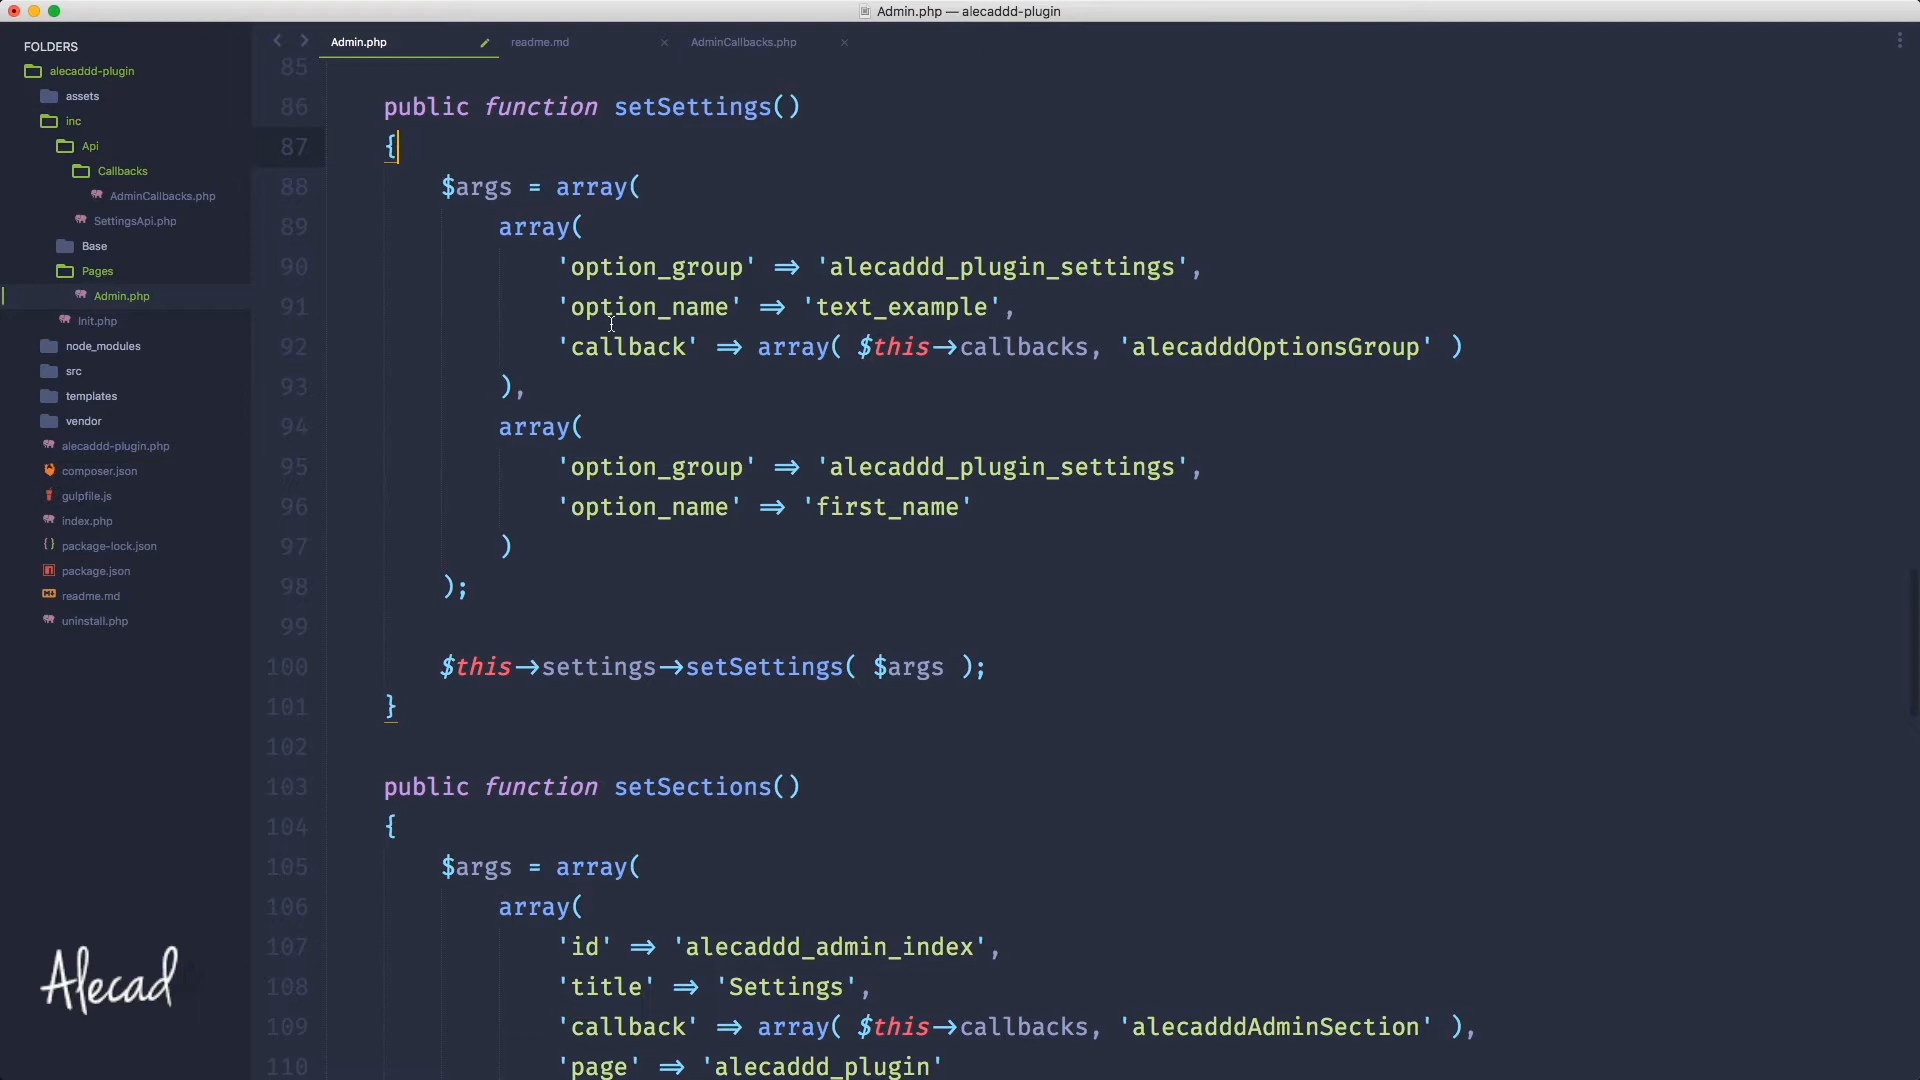 Admin.php — alecaddd-plugin
FOLDERS
alecaddd-plugin
assets
inc
Api
Callbacks
AdminCallbacks.php
SettingsApi.php
Base
Pages
Admin.php
Init.php
node_modules
src
templates
vendor
alecaddd-plugin.php
composer.json
gulpfile.js
index.php
package-lock.json
package.json
readme.md
uninstall.php
Alecad
Admin.php
readme.md
AdminCallbacks.php
85
86 public function setSettings()
87 {
88 $args = array(
89 array(
90 'option_group' => 'alecaddd_plugin_settings',
91 'option_name' => 'text_example',
92 'callback' => array( $this->callbacks, 'alecadddOptionsGroup' )
93 ),
94 array(
95 'option_group' => 'alecaddd_plugin_settings',
96 'option_name' => 'first_name'
97 )
98 );
99
100 $this->settings->setSettings( $args );
101 }
102
103 public function setSections()
104 {
105 $args = array(
106 array(
107 'id' => 'alecaddd_admin_index',
108 'title' => 'Settings',
109 'callback' => array( $this->callbacks, 'alecadddAdminSection' ),
110 'page' => 'alecaddd_plugin'